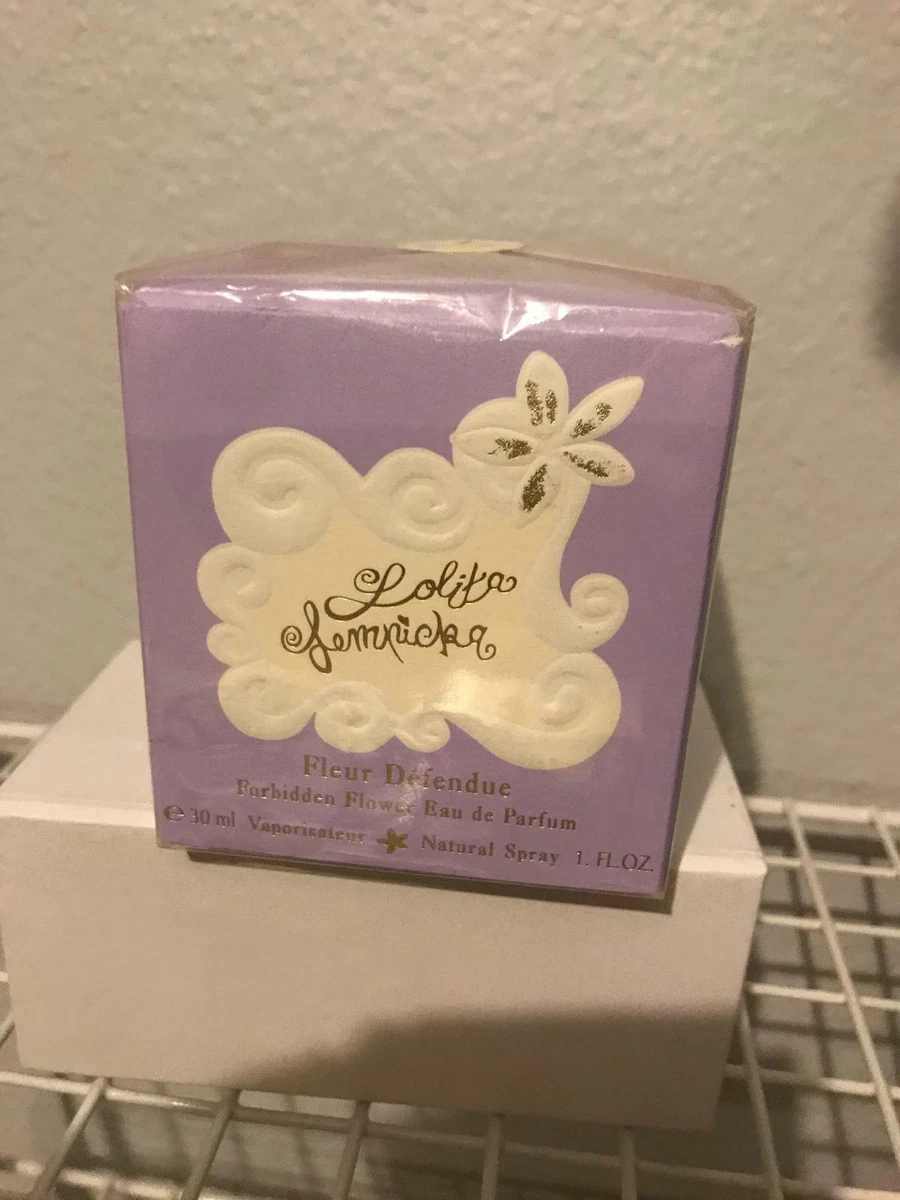 Lolita
Lempicka
Fleur Défendue
Forbidden Flower Eau de Parfum
e 30 ml Vaporisateur Natural Spray 1. FL.OZ.